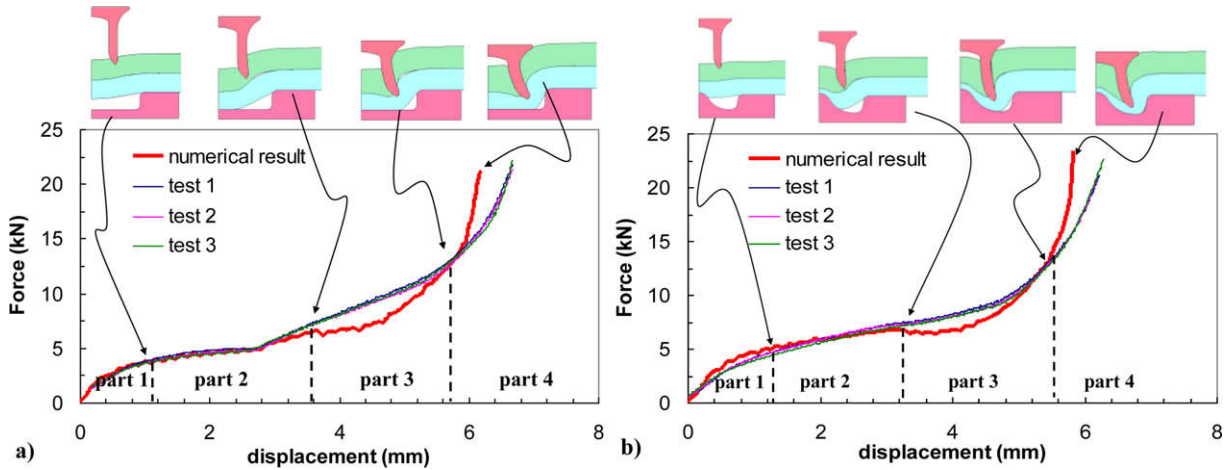 25
20
15
10
5
0
Force (kN)
numerical result
test 1
test 2
test 3
part 1
part 2
part 3
part 4
0
2
4
6
8
a)
displacement (mm)
25
20
15
10
5
0
Force (kN)
numerical result
test 1
test 2
test 3
part 1
part 2
part 3
part 4
0
2
4
6
8
b)
displacement (mm)